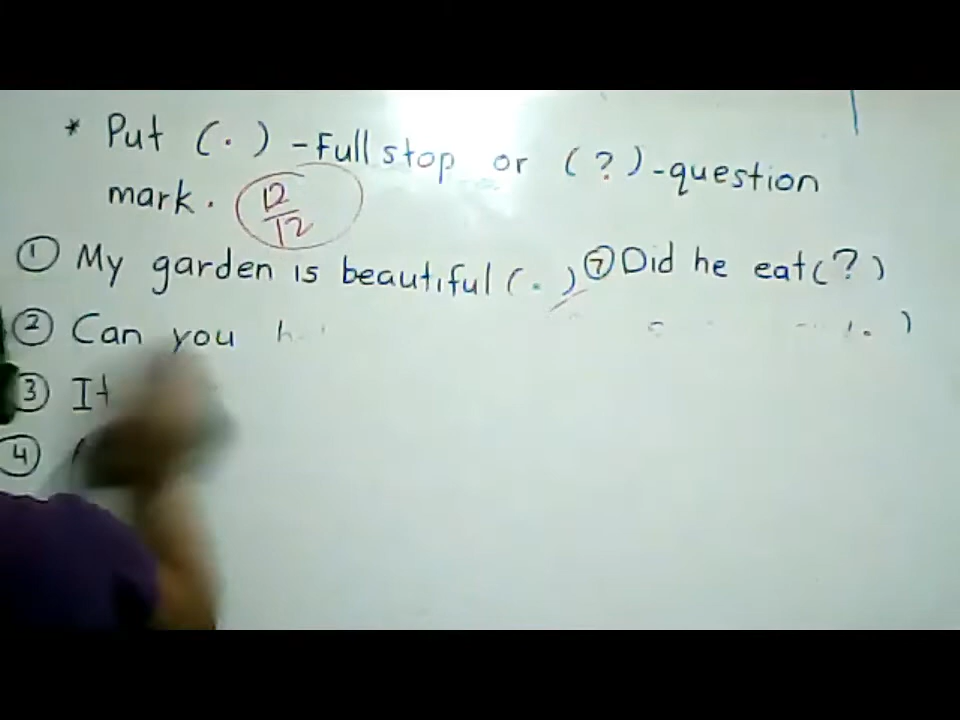 * Put (.) -Full stop or (?) -question
mark. 12/12
① My garden is beautiful (.)
② Can you
③ It
④
⑦ Did he eat (?)